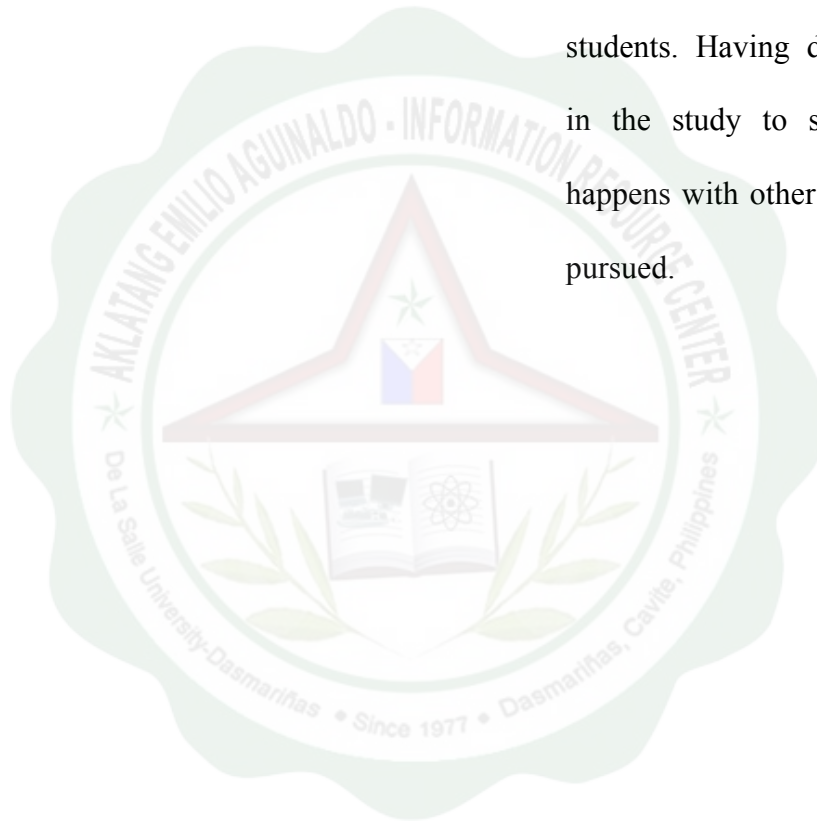 students. Having
in the study to
happens with other
pursued.
AKLATANG EMILIO AGUINALDO - INFORMATION RESOURCE CENTER
De La Salle University-Dasmariñas • Since 1977 • Dasmariñas, Cavite, Philippines